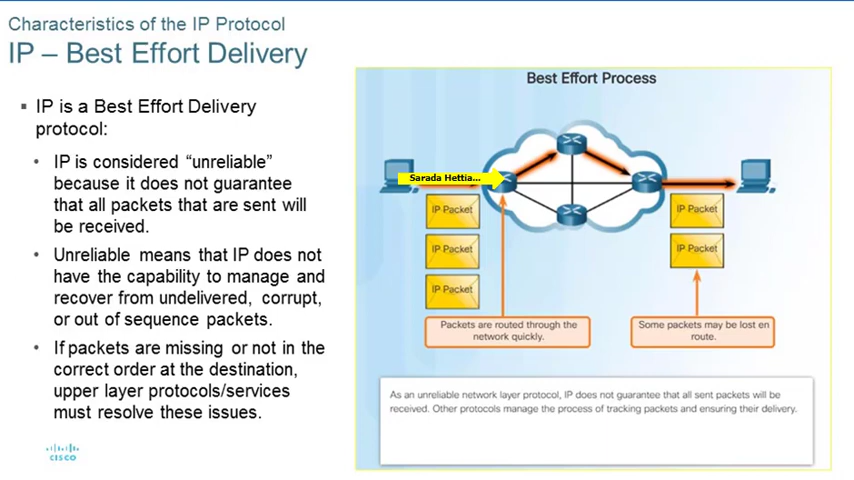 Characteristics of the IP Protocol
IP – Best Effort Delivery
▪ IP is a Best Effort Delivery
protocol:
• IP is considered “unreliable”
because it does not guarantee
that all packets that are sent will
be received.
• Unreliable means that IP does not
have the capability to manage and
recover from undelivered, corrupt,
or out of sequence packets.
• If packets are missing or not in the
correct order at the destination,
upper layer protocols/services
must resolve these issues.
CISCO
Best Effort Process
Sarada Hettia...
IP Packet
IP Packet
IP Packet
IP Packet
IP Packet
Packets are routed through the
network quickly.
Some packets may be lost en
route.
As an unreliable network layer protocol, IP does not guarantee that all sent packets will be
received. Other protocols manage the process of tracking packets and ensuring their delivery.